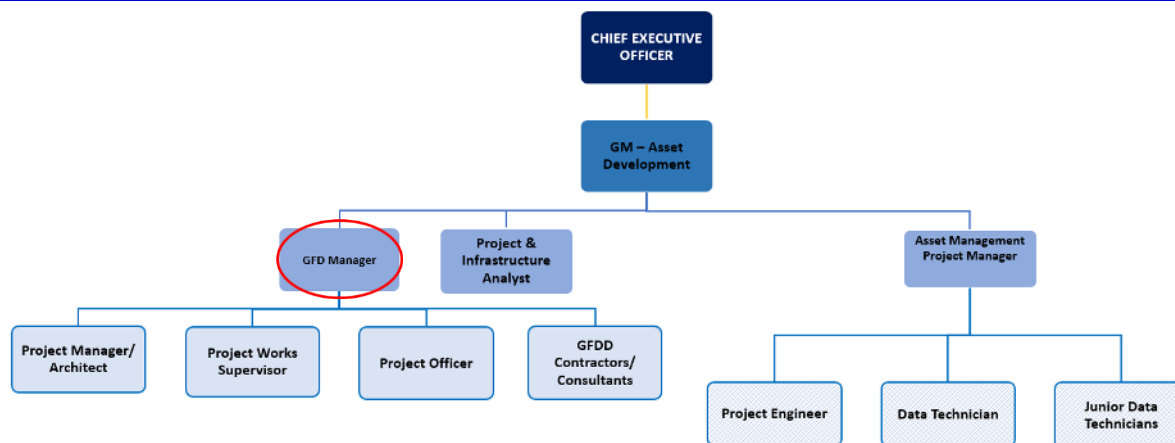 CHIEF EXECUTIVE
OFFICER
GM – Asset
Development
GFD Manager
Project &
Infrastructure
Analyst
Asset Management
Project Manager
Project Manager/
Architect
Project Works
Supervisor
Project Officer
GFDD
Contractors/
Consultants
Project Engineer
Data Technician
Junior Data
Technicians